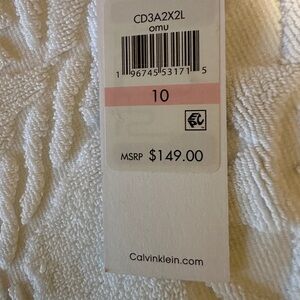 CD3A2X2L
omu
1 96745 53171 5
10
MSRP $149.00
Calvinklein.com